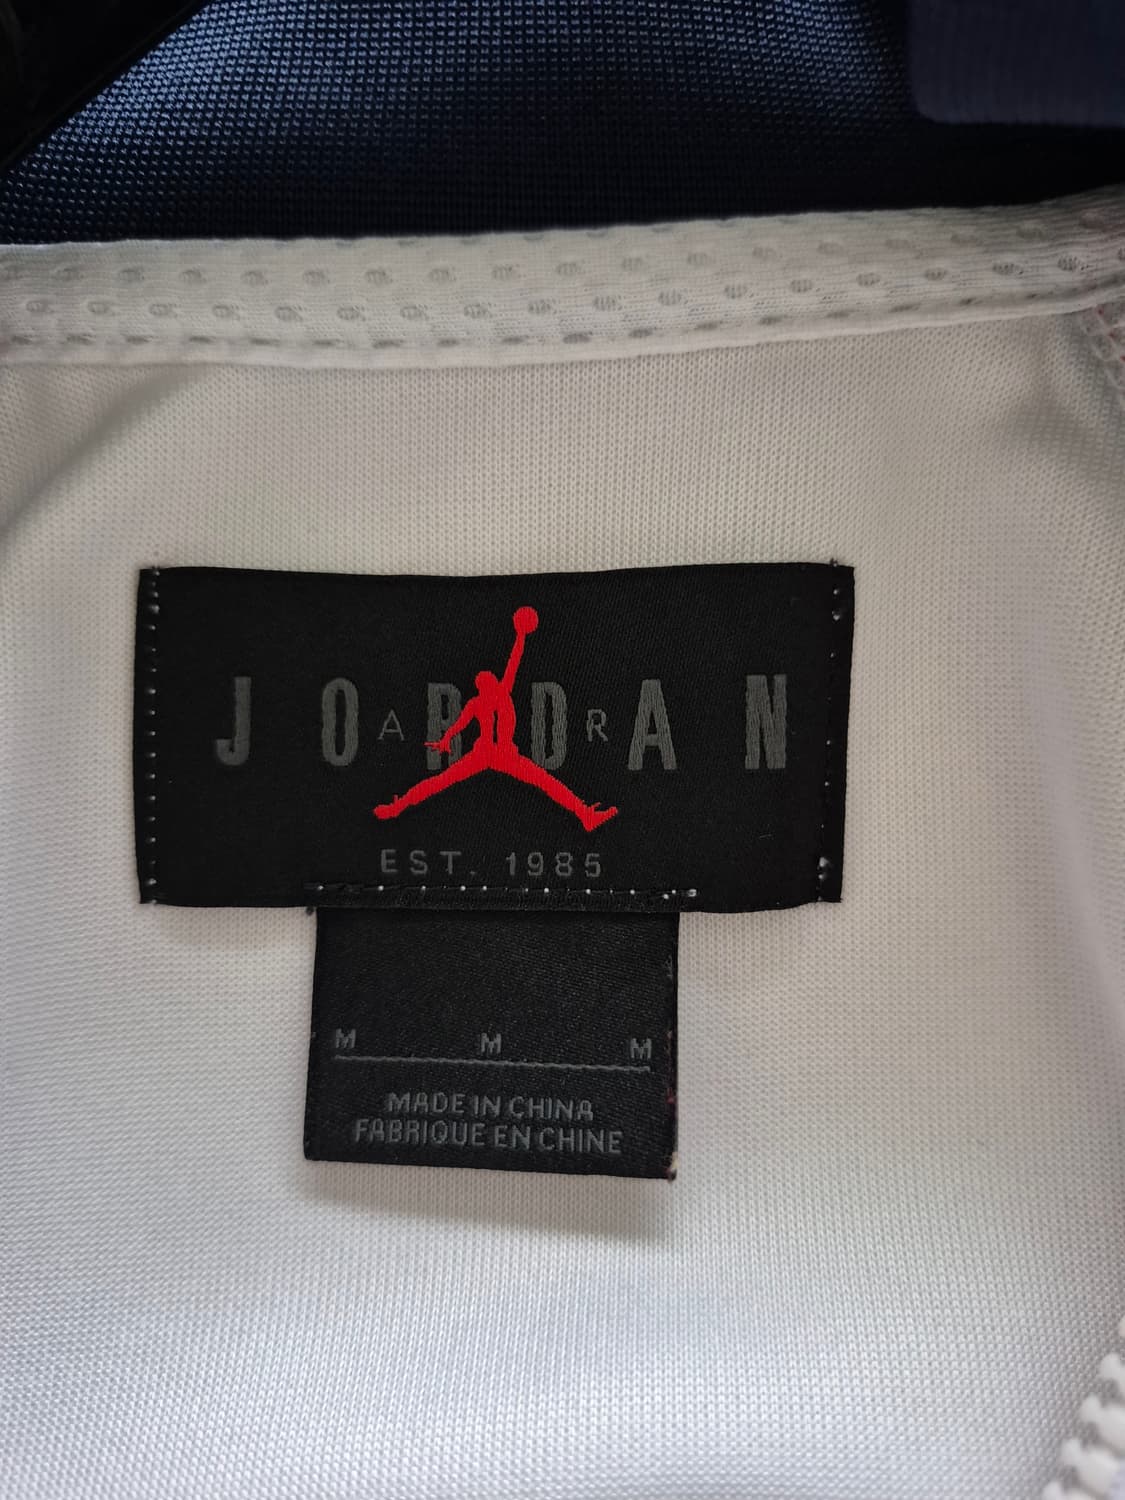 JORDAN
AIR
EST. 1985
M M M
MADE IN CHINA
FABRIQUE EN CHINE